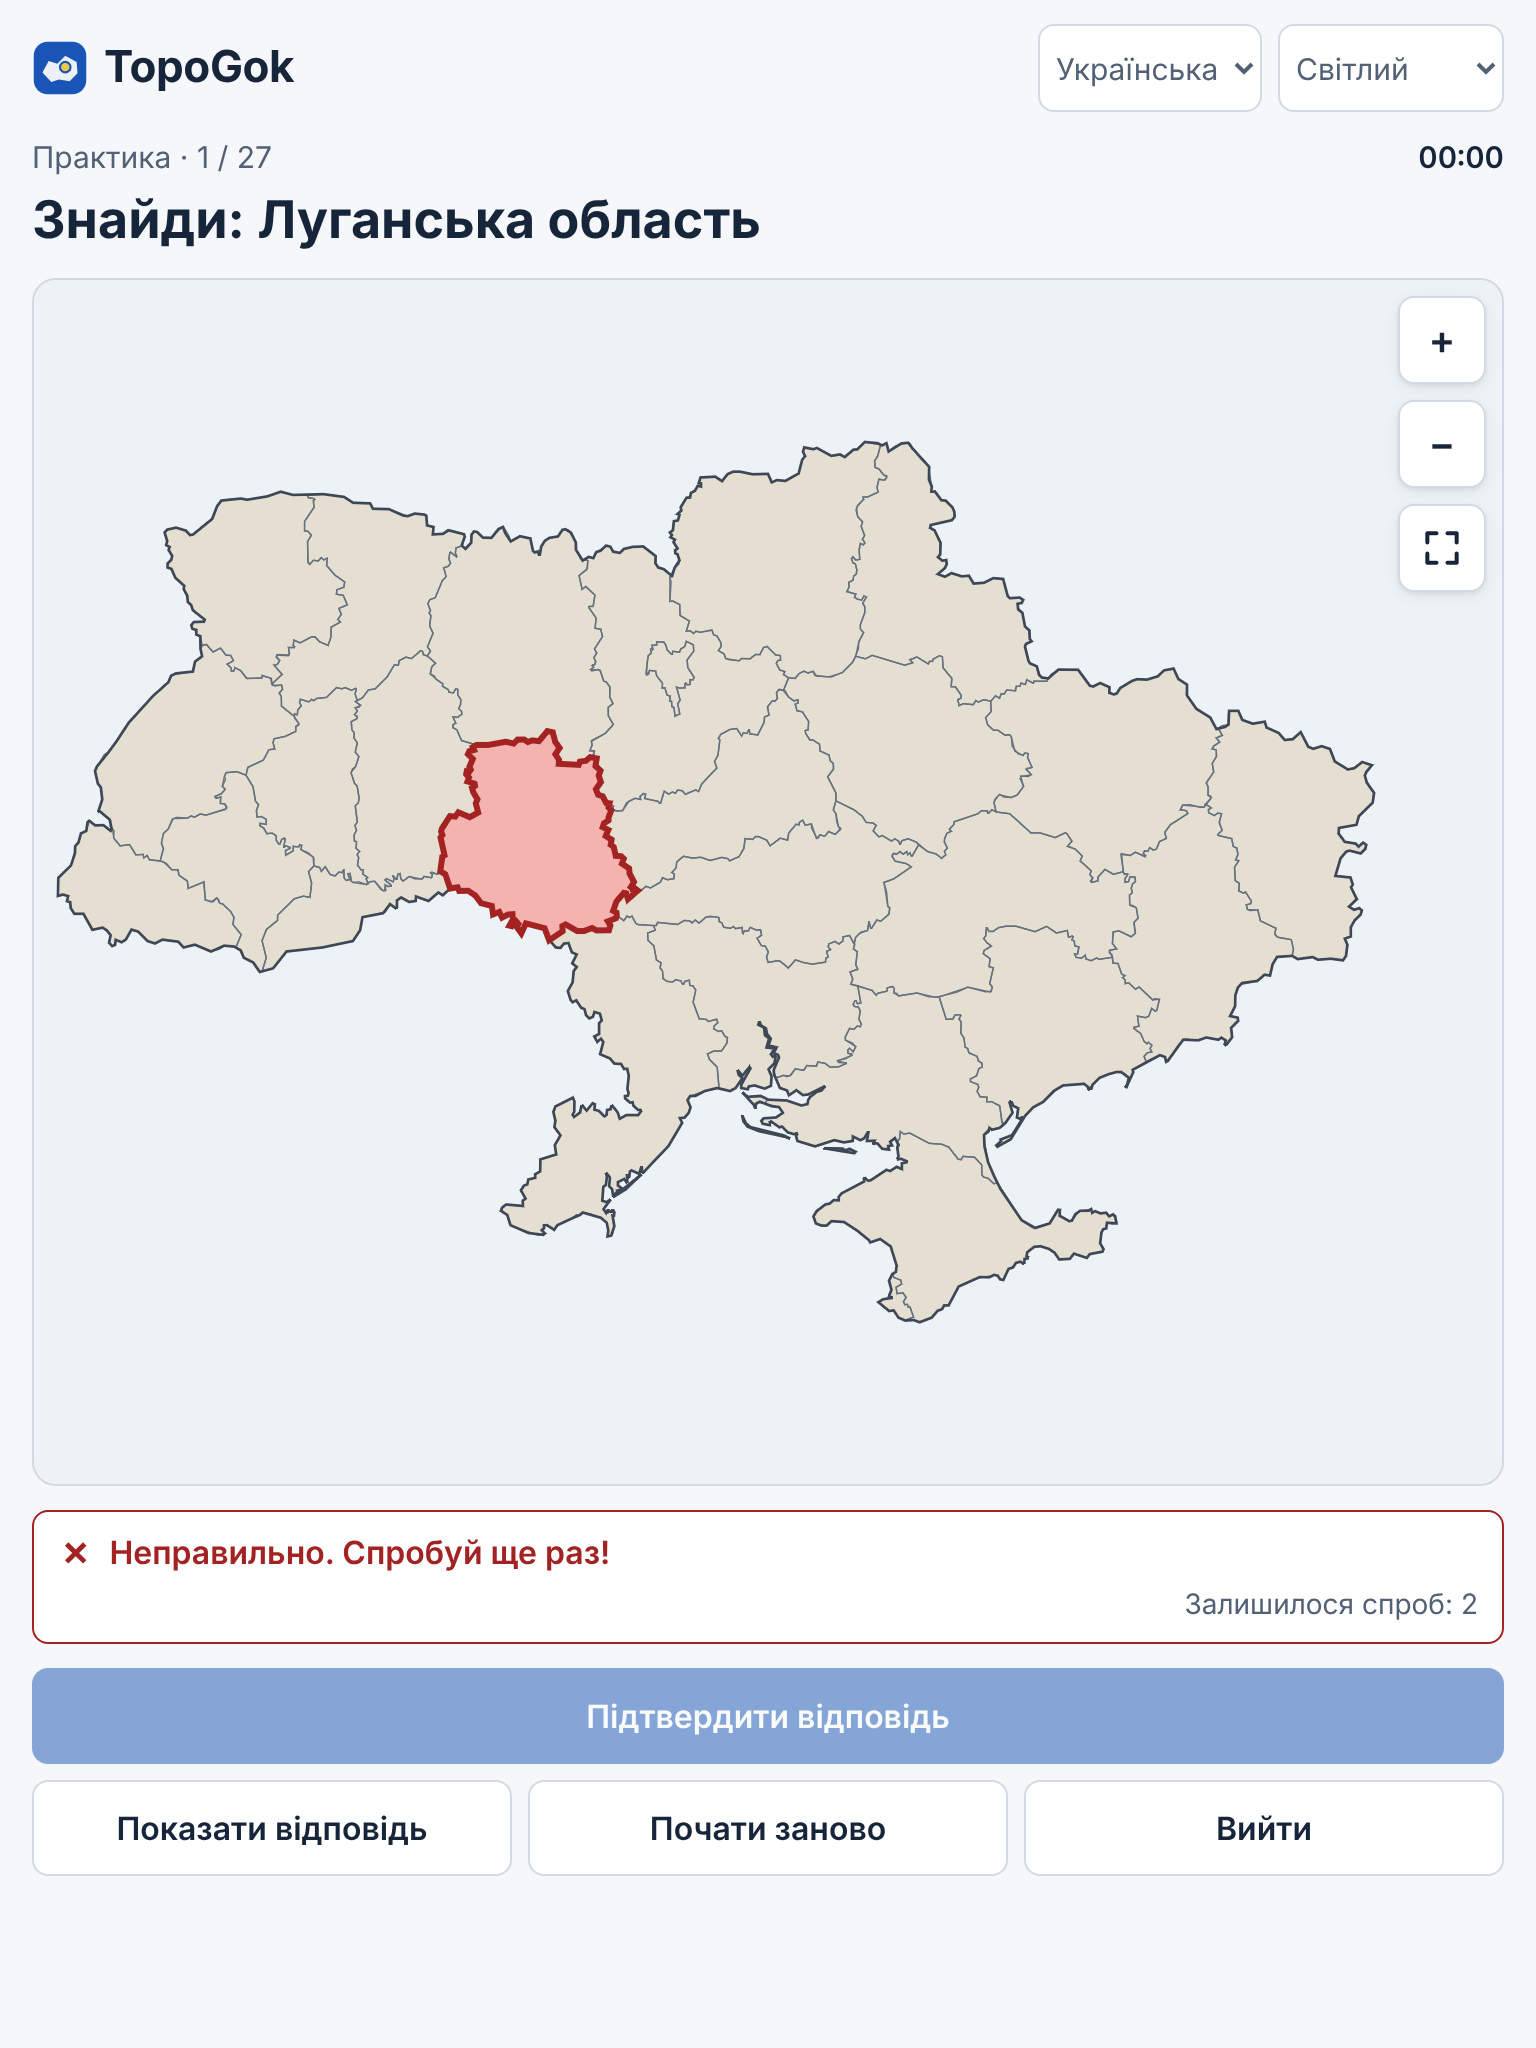 TopoGok
Українська
Світлий
Практика · 1 / 27
00:00
Знайди: Луганська область
+
−
× Неправильно. Спробуй ще раз!
Залишилося спроб: 2
Підтвердити відповідь
Показати відповідь
Почати заново
Вийти